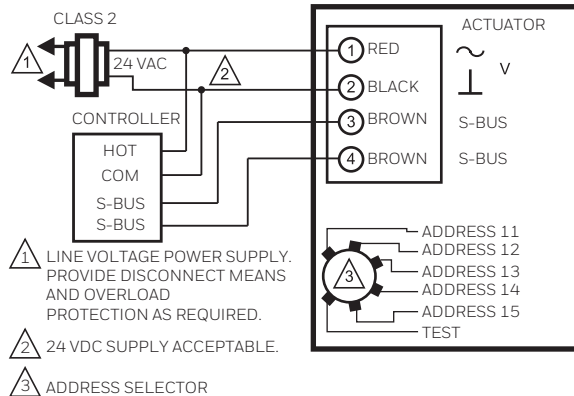 CLASS 2
ACTUATOR
1
24 VAC
2
1 RED
V
2 BLACK
CONTROLLER
3 BROWN S-BUS
HOT
COM
4 BROWN S-BUS
S-BUS
S-BUS
ADDRESS 11
ADDRESS 12
ADDRESS 13
3
ADDRESS 14
ADDRESS 15
TEST
1 LINE VOLTAGE POWER SUPPLY.
PROVIDE DISCONNECT MEANS
AND OVERLOAD
PROTECTION AS REQUIRED.
2 24 VDC SUPPLY ACCEPTABLE.
3 ADDRESS SELECTOR